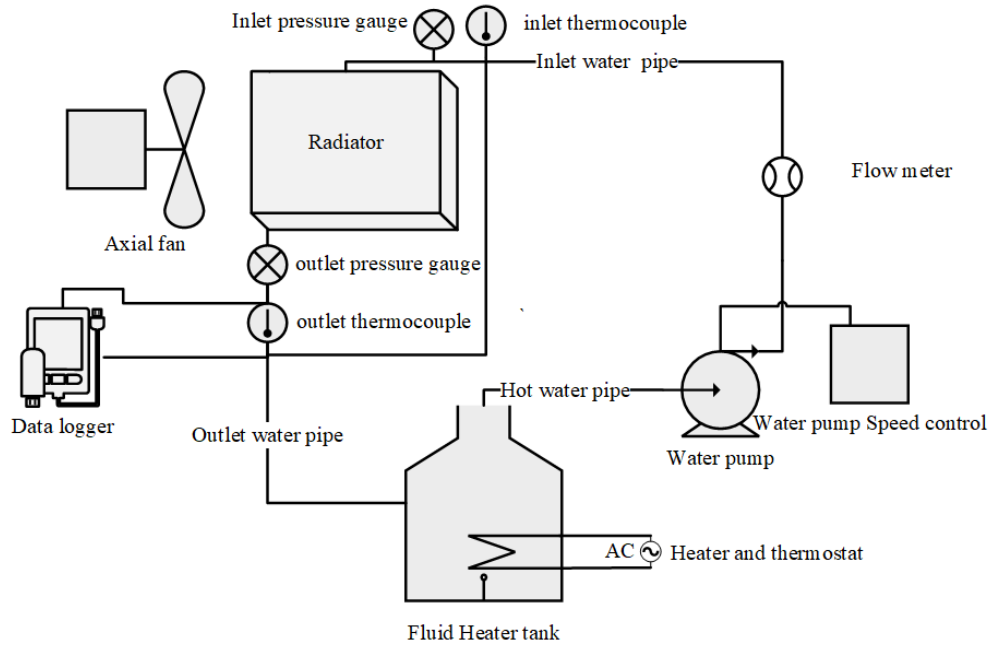 Inlet pressure gauge
inlet thermocouple
Inlet water pipe
Radiator
Flow meter
Axial fan
outlet pressure gauge
outlet thermocouple
Hot water pipe
Data logger
Outlet water pipe
Water pump Speed control
Water pump
AC
Heater and thermostat
Fluid Heater tank